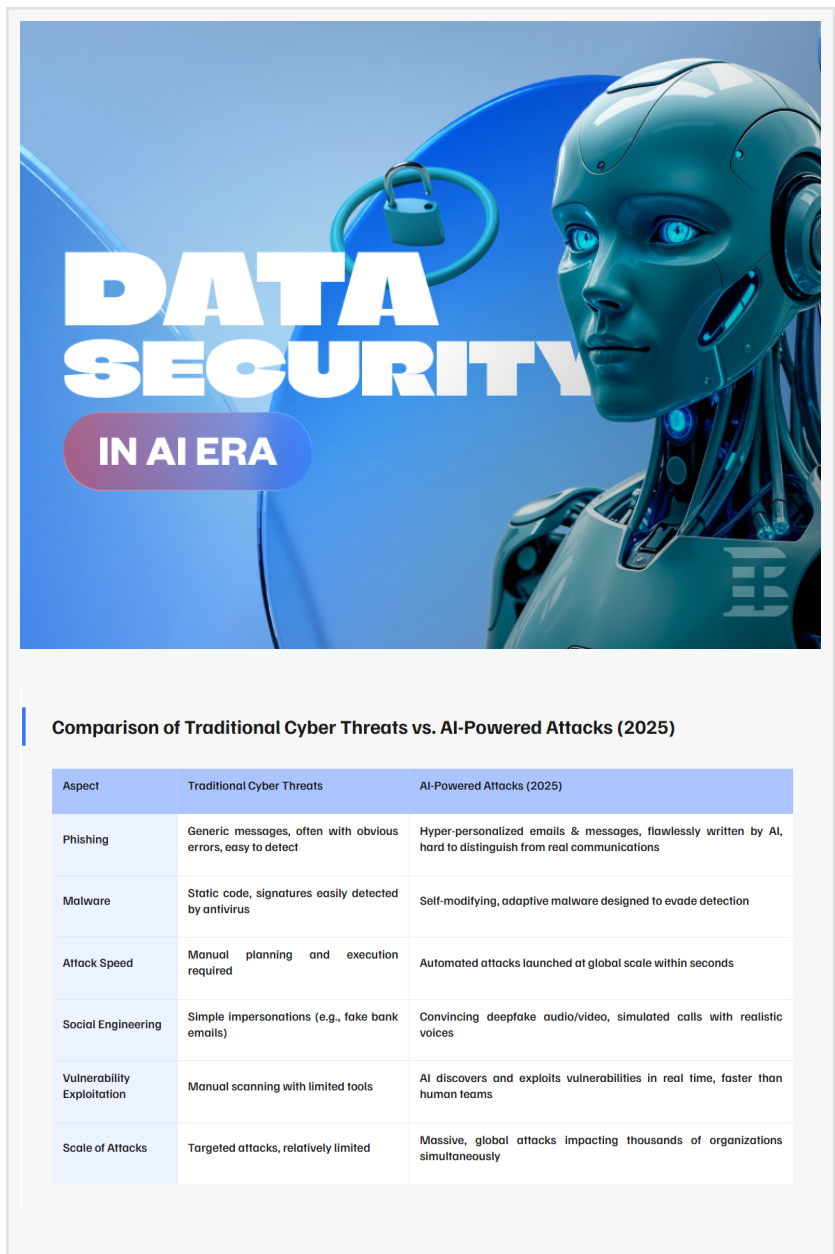 DATA
SECURITY
IN AI ERA
Comparison of Traditional Cyber Threats vs. AI-Powered Attacks (2025)
Aspect
Traditional Cyber Threats
AI-Powered Attacks (2025)
Phishing
Generic messages, often with obvious
errors, easy to detect
Hyper-personalized emails & messages, flawlessly written by AI,
hard to distinguish from real communications
Malware
Static code, signatures easily detected
by antivirus
Self-modifying, adaptive malware designed to evade detection
Attack Speed
Manual planning and execution
required
Automated attacks launched at global scale within seconds
Social Engineering
Simple impersonations (e.g., fake bank
emails)
Convincing deepfake audio/video, simulated calls with realistic
voices
Vulnerability
Exploitation
Manual scanning with limited tools
AI discovers and exploits vulnerabilities in real time, faster than
human teams
Scale of Attacks
Targeted attacks, relatively limited
Massive, global attacks impacting thousands of organizations
simultaneously